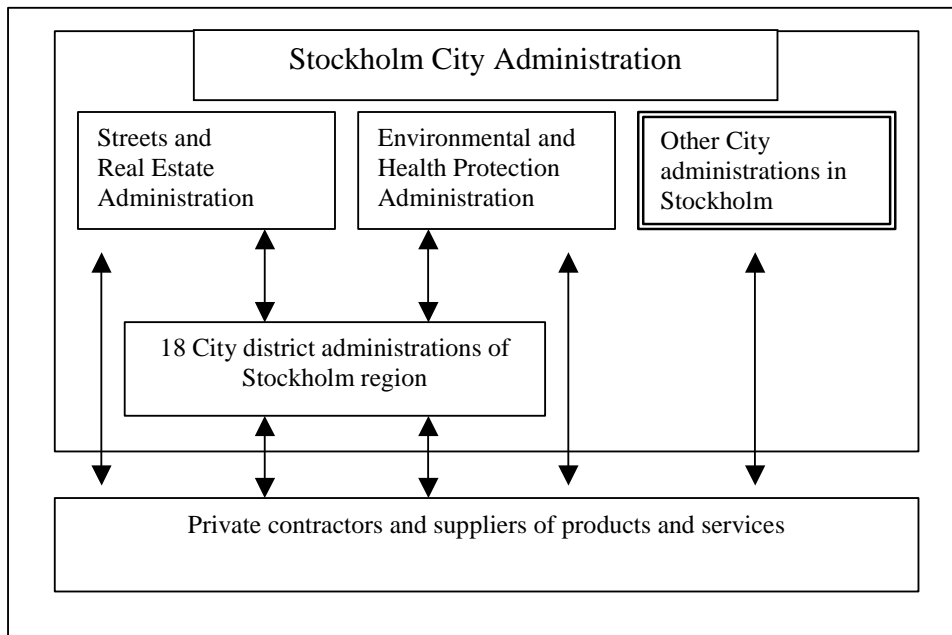 Stockholm City Administration
Streets and
Real Estate
Administration
Environmental and
Health Protection
Administration
Other City
administrations in
Stockholm
18 City district administrations of
Stockholm region
Private contractors and suppliers of products and services